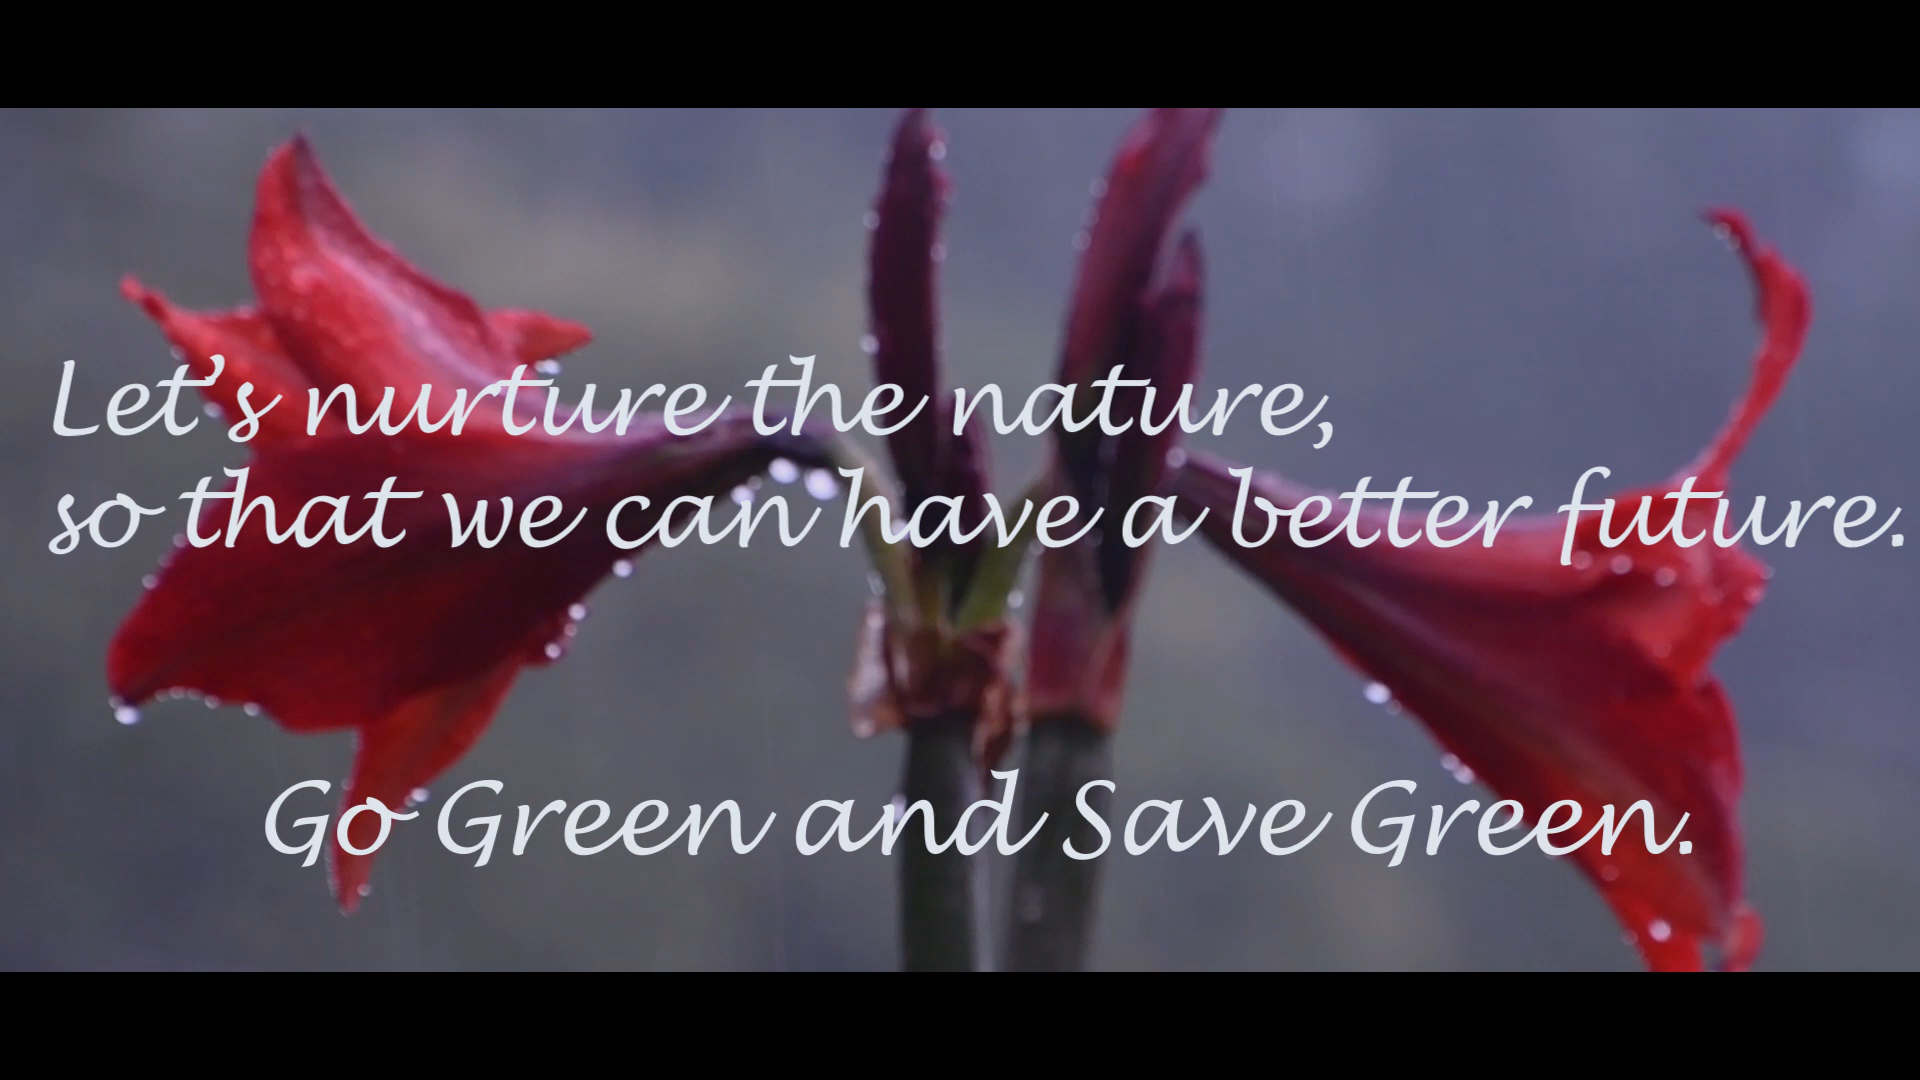 Let's nurture the nature,
so that we can have a better future.
Go Green and Save Green.